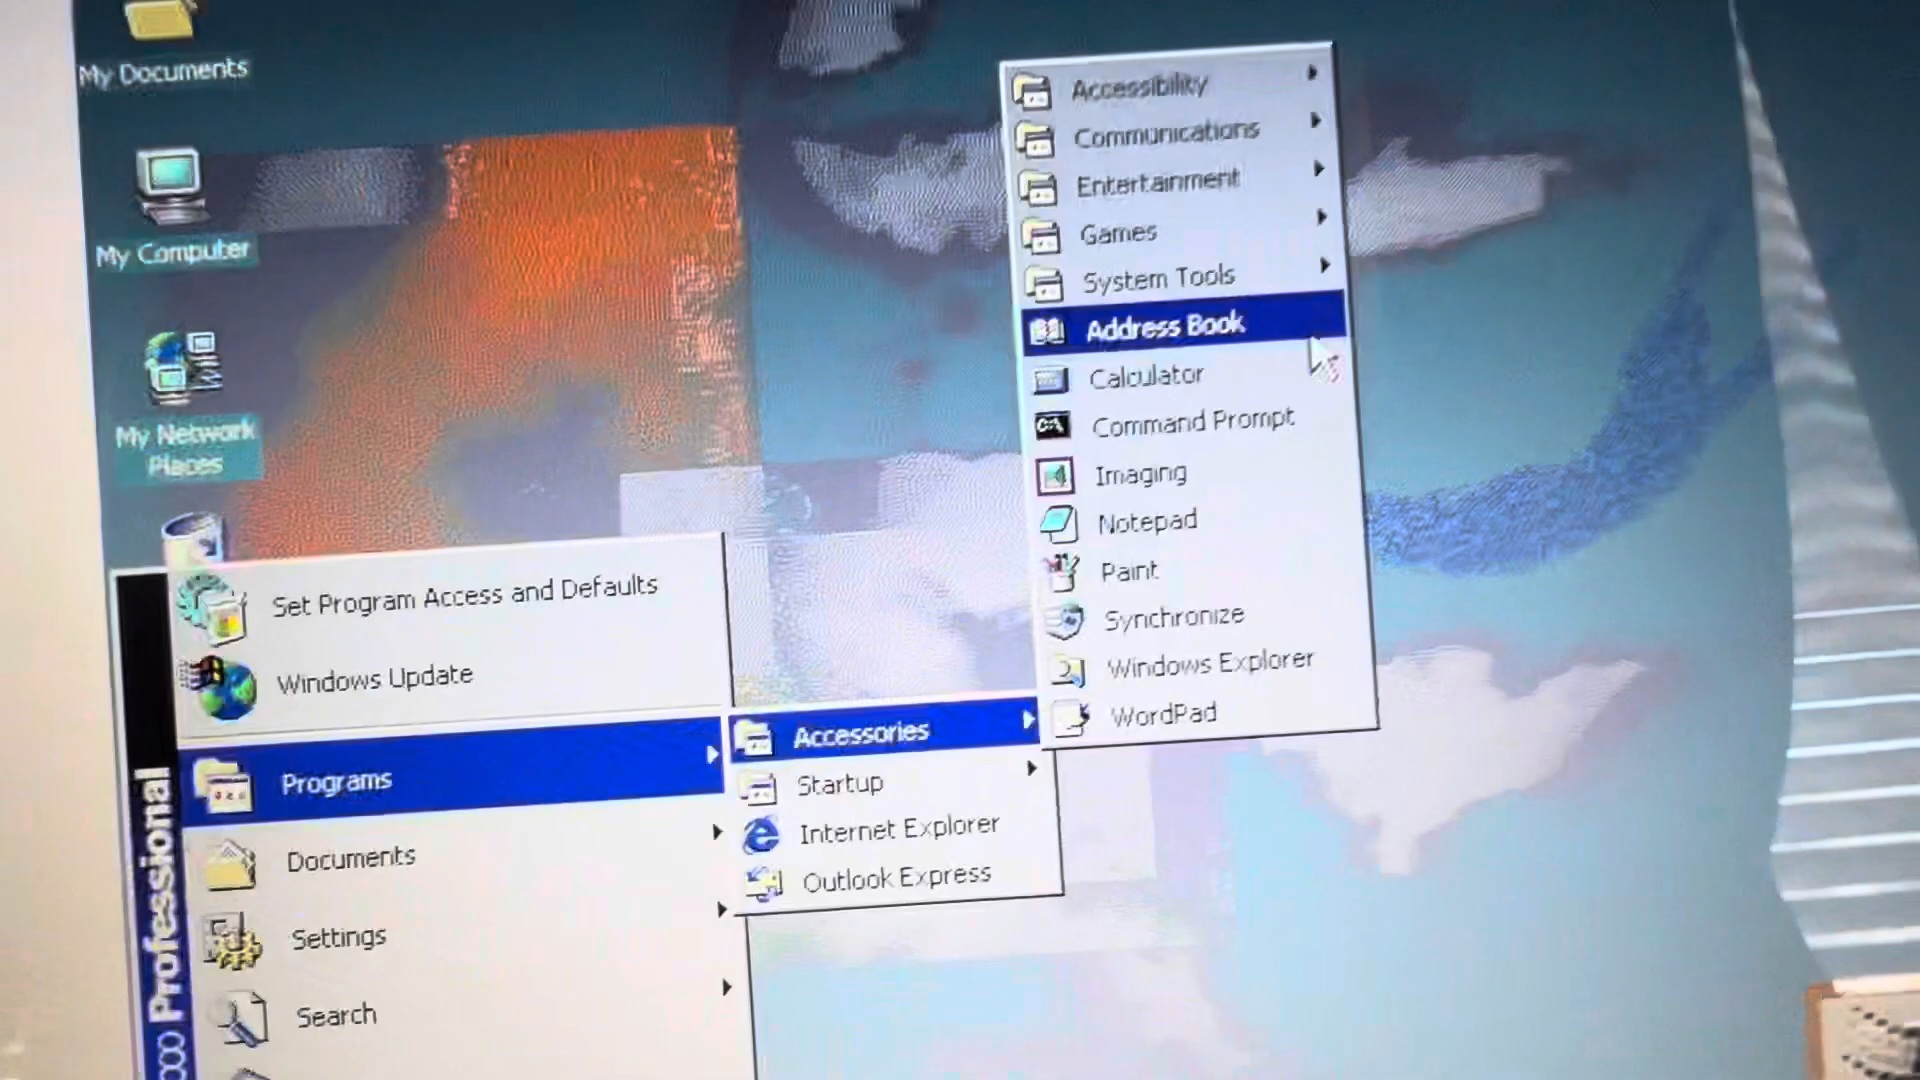 My Documents
My Computer
My Network
Places
Set Program Access and Defaults
Windows Update
Programs
Documents
Settings
Search
Professional
Accessories
Startup
Internet Explorer
Outlook Express
Accessibility
Communications
Entertainment
Games
System Tools
Address Book
Calculator
Command Prompt
Imaging
Notepad
Paint
Synchronize
Windows Explorer
WordPad